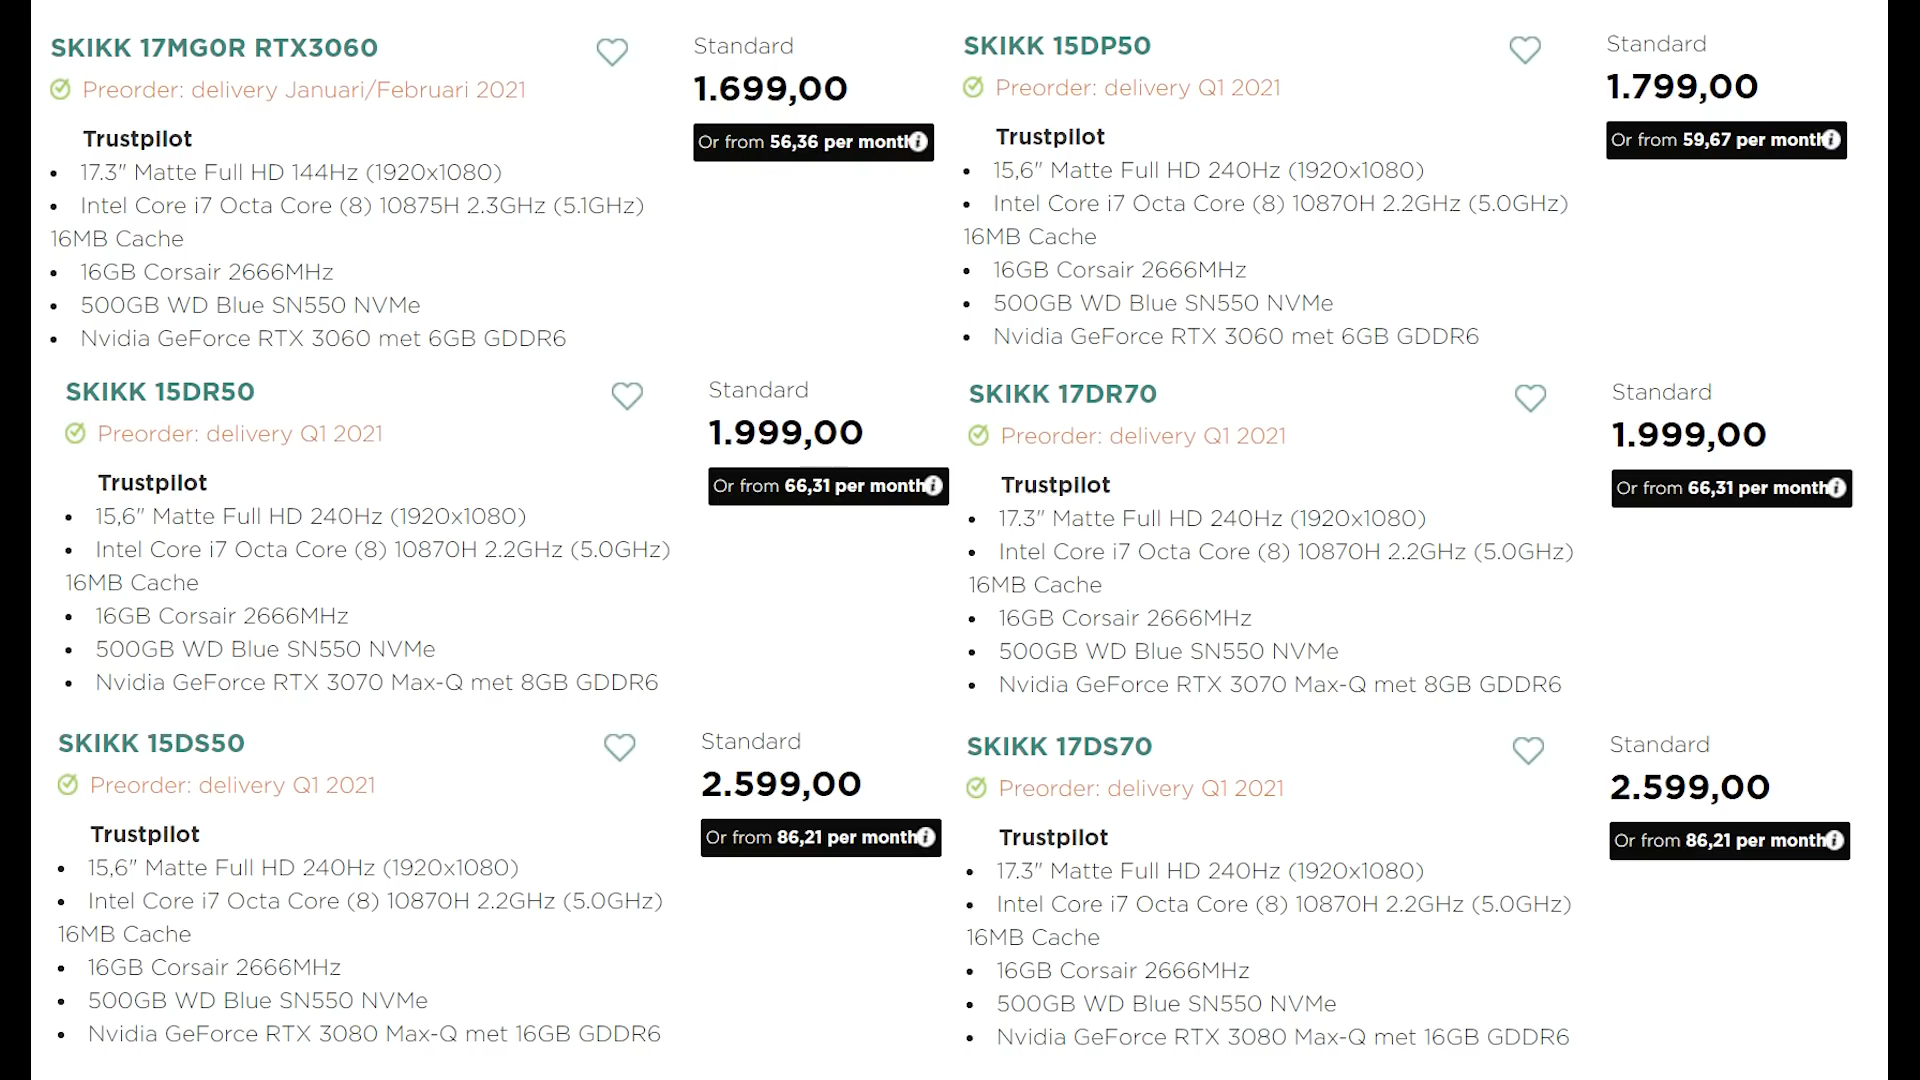 SKIKK 17MG0R RTX3060
Preorder: delivery Januari/Februari 2021
Trustpilot
• 17.3" Matte Full HD 144Hz (1920x1080)
• Intel Core i7 Octa Core (8) 10875H 2.3GHz (5.1GHz)
16MB Cache
• 16GB Corsair 2666MHz
• 500GB WD Blue SN550 NVMe
• Nvidia GeForce RTX 3060 met 6GB GDDR6
Standard
1.699,00
Or from 56,36 per month
SKIKK 15DP50
Preorder: delivery Q1 2021
Trustpilot
• 15,6" Matte Full HD 240Hz (1920x1080)
• Intel Core i7 Octa Core (8) 10870H 2.2GHz (5.0GHz)
16MB Cache
• 16GB Corsair 2666MHz
• 500GB WD Blue SN550 NVMe
• Nvidia GeForce RTX 3060 met 6GB GDDR6
Standard
1.799,00
Or from 59,67 per month
SKIKK 15DR50
Preorder: delivery Q1 2021
Trustpilot
• 15,6" Matte Full HD 240Hz (1920x1080)
• Intel Core i7 Octa Core (8) 10870H 2.2GHz (5.0GHz)
16MB Cache
• 16GB Corsair 2666MHz
• 500GB WD Blue SN550 NVMe
• Nvidia GeForce RTX 3070 Max-Q met 8GB GDDR6
Standard
1.999,00
Or from 66,31 per month
SKIKK 17DR70
Preorder: delivery Q1 2021
Trustpilot
• 17.3" Matte Full HD 240Hz (1920x1080)
• Intel Core i7 Octa Core (8) 10870H 2.2GHz (5.0GHz)
16MB Cache
• 16GB Corsair 2666MHz
• 500GB WD Blue SN550 NVMe
• Nvidia GeForce RTX 3070 Max-Q met 8GB GDDR6
Standard
1.999,00
Or from 66,31 per month
SKIKK 15DS50
Preorder: delivery Q1 2021
Trustpilot
• 15,6" Matte Full HD 240Hz (1920x1080)
• Intel Core i7 Octa Core (8) 10870H 2.2GHz (5.0GHz)
16MB Cache
• 16GB Corsair 2666MHz
• 500GB WD Blue SN550 NVMe
• Nvidia GeForce RTX 3080 Max-Q met 16GB GDDR6
Standard
2.599,00
Or from 86,21 per month
SKIKK 17DS70
Preorder: delivery Q1 2021
Trustpilot
• 17.3" Matte Full HD 240Hz (1920x1080)
• Intel Core i7 Octa Core (8) 10870H 2.2GHz (5.0GHz)
16MB Cache
• 16GB Corsair 2666MHz
• 500GB WD Blue SN550 NVMe
• Nvidia GeForce RTX 3080 Max-Q met 16GB GDDR6
Standard
2.599,00
Or from 86,21 per month